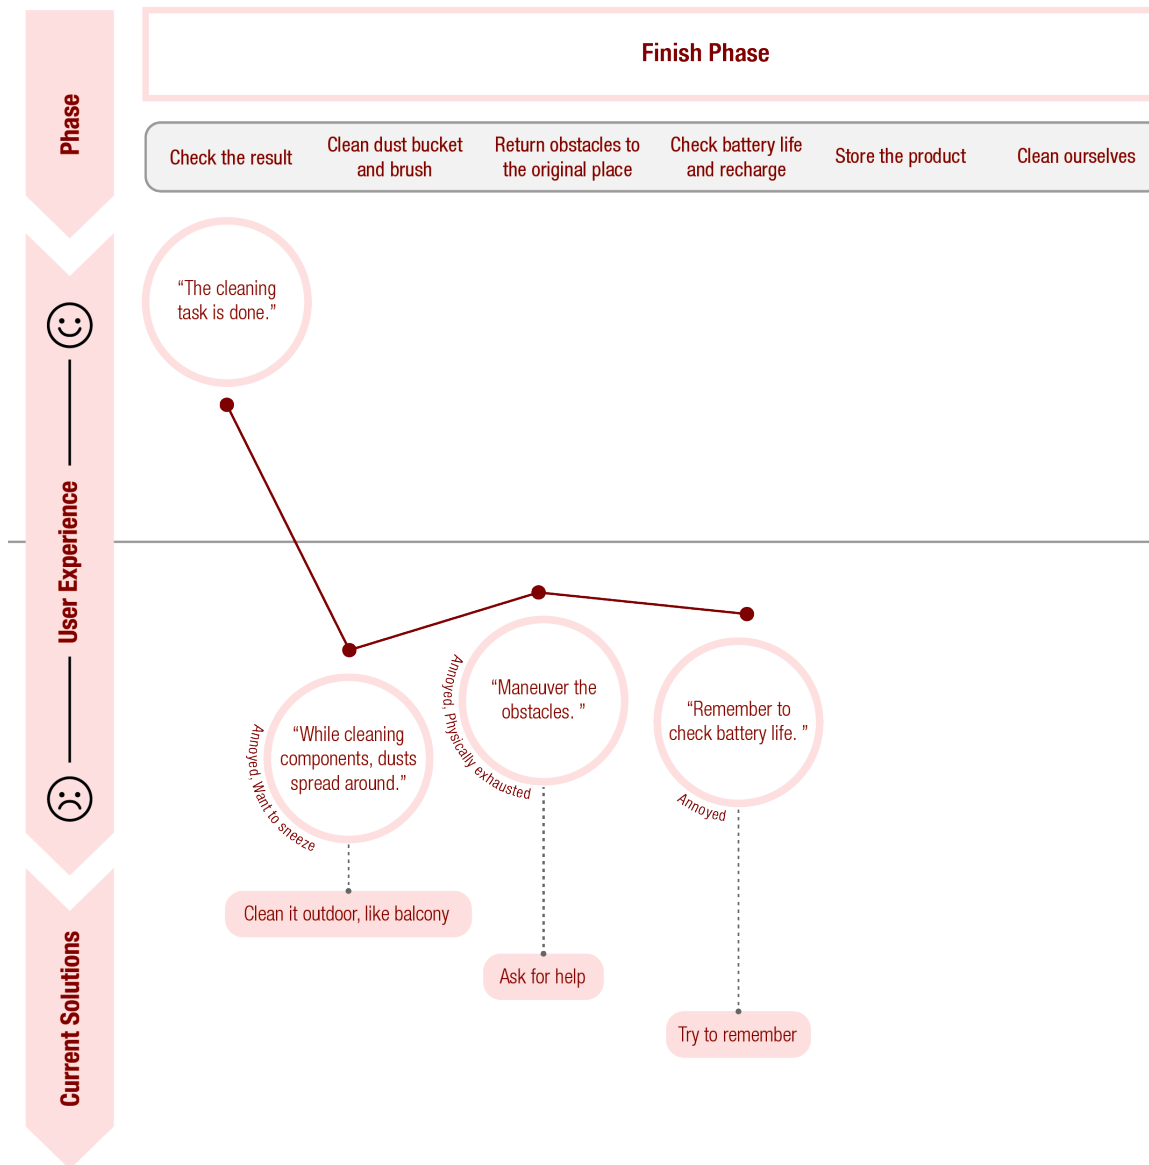 Phase
Finish Phase
Check the result
Clean dust bucket
and brush
Return obstacles to
the original place
Check battery life
and recharge
Store the product
Clean ourselves
User Experience
“The cleaning
task is done.”
“While cleaning
components, dusts
spread around.”
Annoyed, Want to sneeze
“Maneuver the
obstacles. ”
Annoyed, Physically exhausted
“Remember to
check battery life. ”
Annoyed
Current Solutions
Clean it outdoor, like balcony
Ask for help
Try to remember